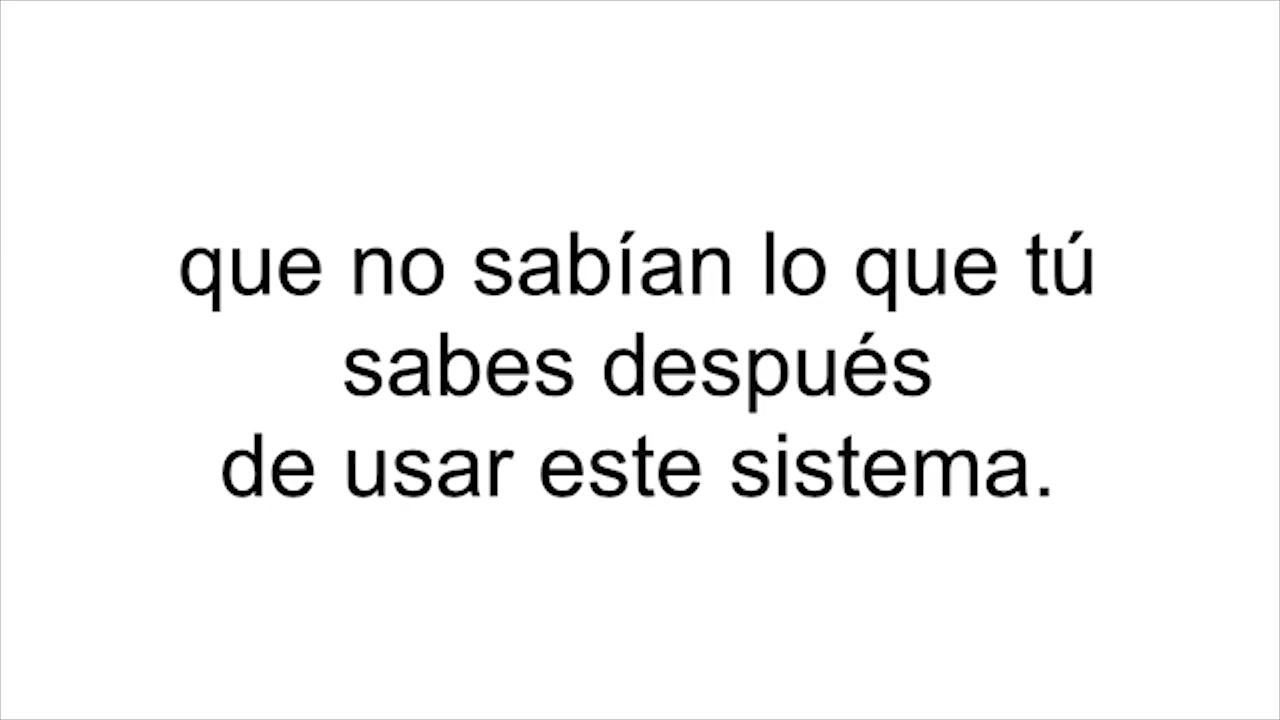 que no sabían lo que tú
sabes después
de usar este sistema.